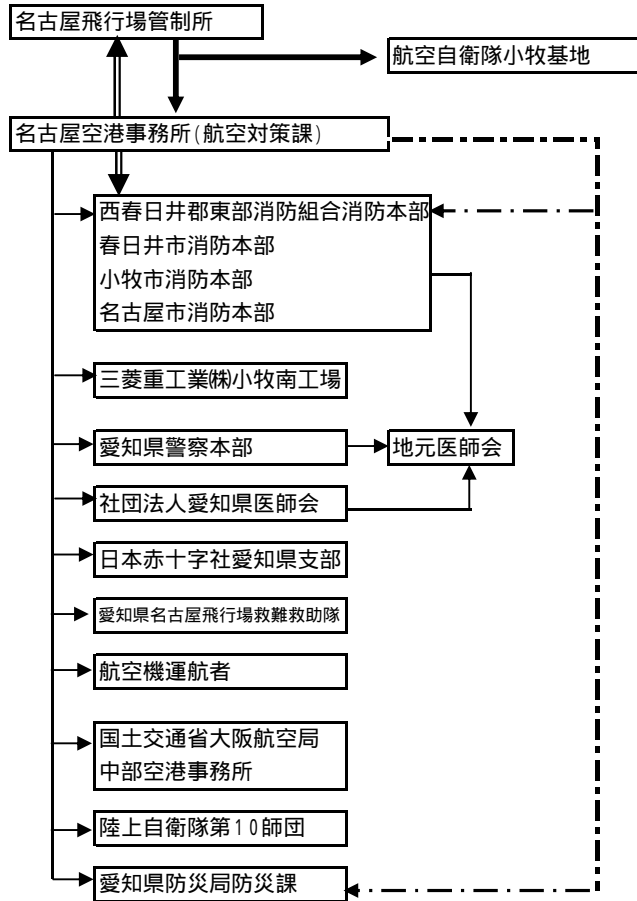 名古屋飛行場管制所
航空自衛隊小牧基地
名古屋空港事務所(航空対策課)
西春日井郡東部消防組合消防本部
春日井市消防本部
小牧市消防本部
名古屋市消防本部
三菱重工業㈱小牧南工場
愛知県警察本部
地元医師会
社団法人愛知県医師会
日本赤十字社愛知県支部
愛知県名古屋飛行場救難救助隊
航空機運航者
国土交通省大阪航空局
中部空港事務所
陸上自衛隊第10師団
愛知県防災局防災課